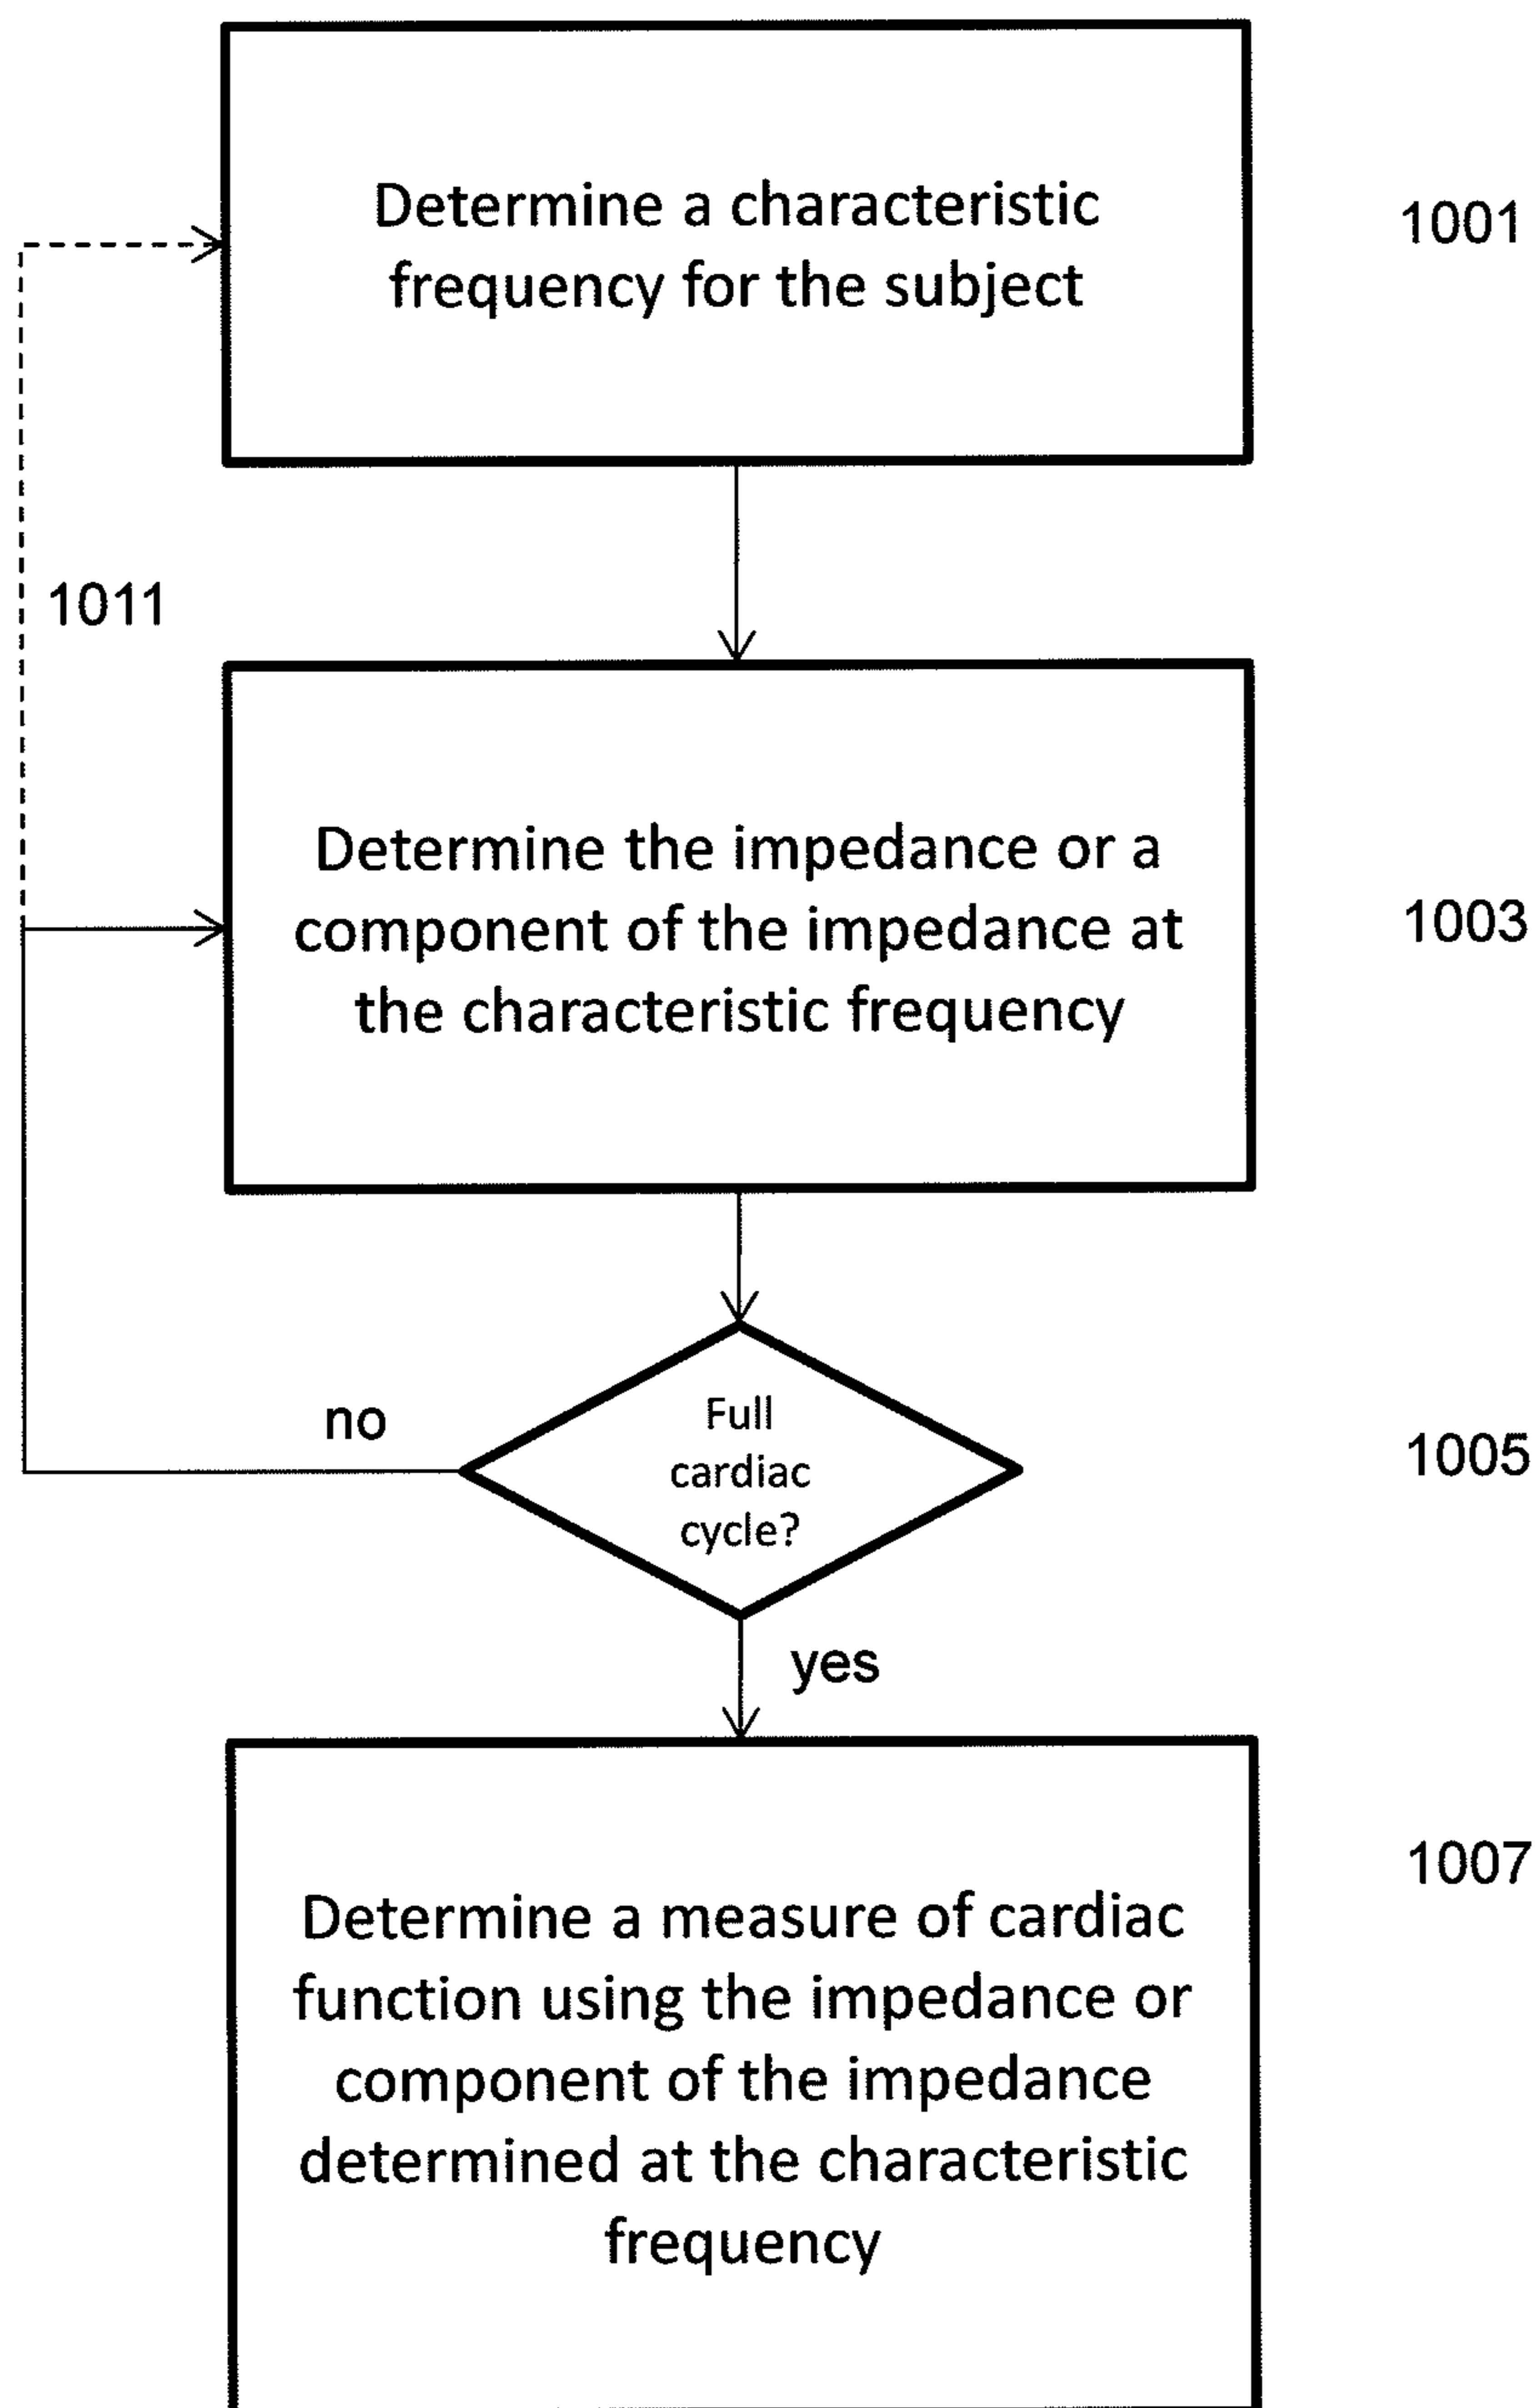 Determine a characteristic
frequency for the subject
1001
1011
Determine the impedance or a
component of the impedance at
the characteristic frequency
1003
Full
cardiac
cycle?
no
1005
yes
1007
Determine a measure of cardiac
function using the impedance or
component of the impedance
determined at the characteristic
frequency